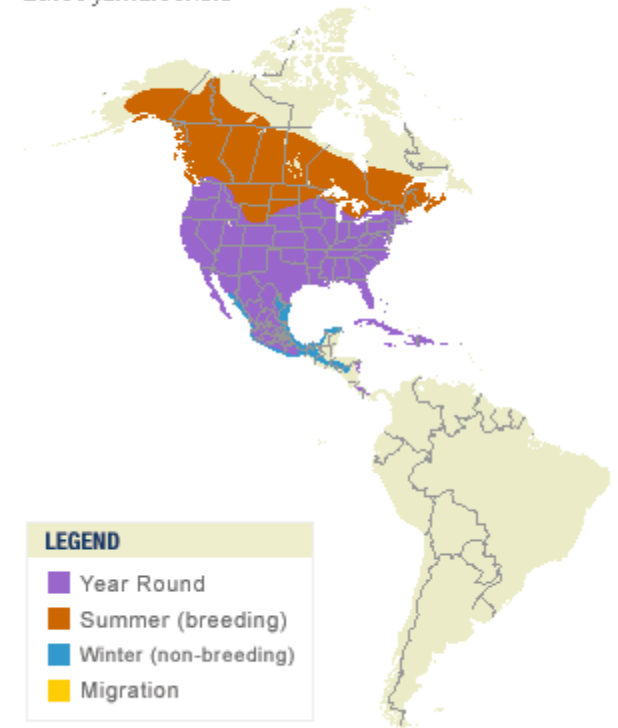 LEGEND
Year Round
Summer (breeding)
Winter (non-breeding)
Migration